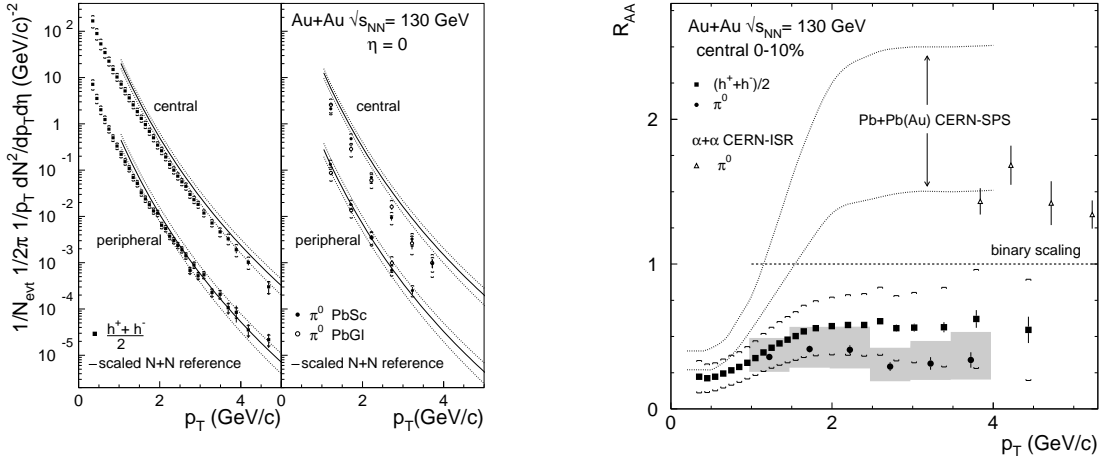 1/N_evt 1/2π 1/p_T dN²/dp_T dη (GeV/c)⁻²
10²
10
1
10⁻¹
10⁻²
10⁻³
10⁻⁴
10⁻⁵
central
peripheral
h⁺+ h⁻
2
scaled N+N reference
0 2 4
p_T (GeV/c)
Au+Au √s_NN= 130 GeV
η = 0
central
peripheral
π⁰ PbSc
π⁰ PbGl
scaled N+N reference
0 2 4
p_T(GeV/c)
R_AA
2
1
0
Au+Au √s_NN= 130 GeV
central 0-10%
(h⁺+h⁻)/2
π⁰
α+α CERN-ISR
π⁰
Pb+Pb(Au) CERN-SPS
binary scaling
0 2 4
p_T (GeV/c)